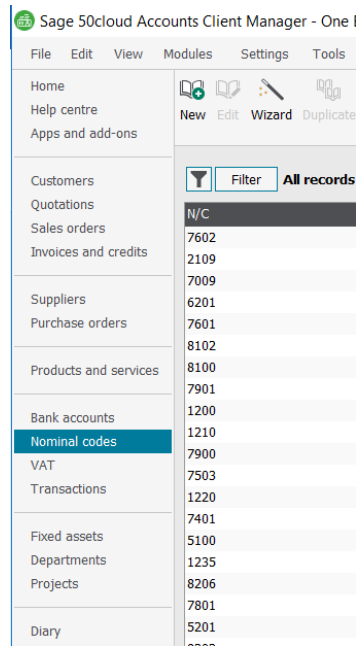 Sage 50cloud Accounts Client Manager - One
File Edit View Modules Settings Tools
Home
Help centre
Apps and add-ons
Customers
Quotations
Sales orders
Invoices and credits
Suppliers
Purchase orders
Products and services
Bank accounts
Nominal codes
VAT
Transactions
Fixed assets
Departments
Projects
Diary
New Edit Wizard Duplicate
Filter All records
N/C
7602
2109
7009
6201
7601
8102
8100
7901
1200
1210
7900
7503
1220
7401
5100
1235
8206
7801
5201